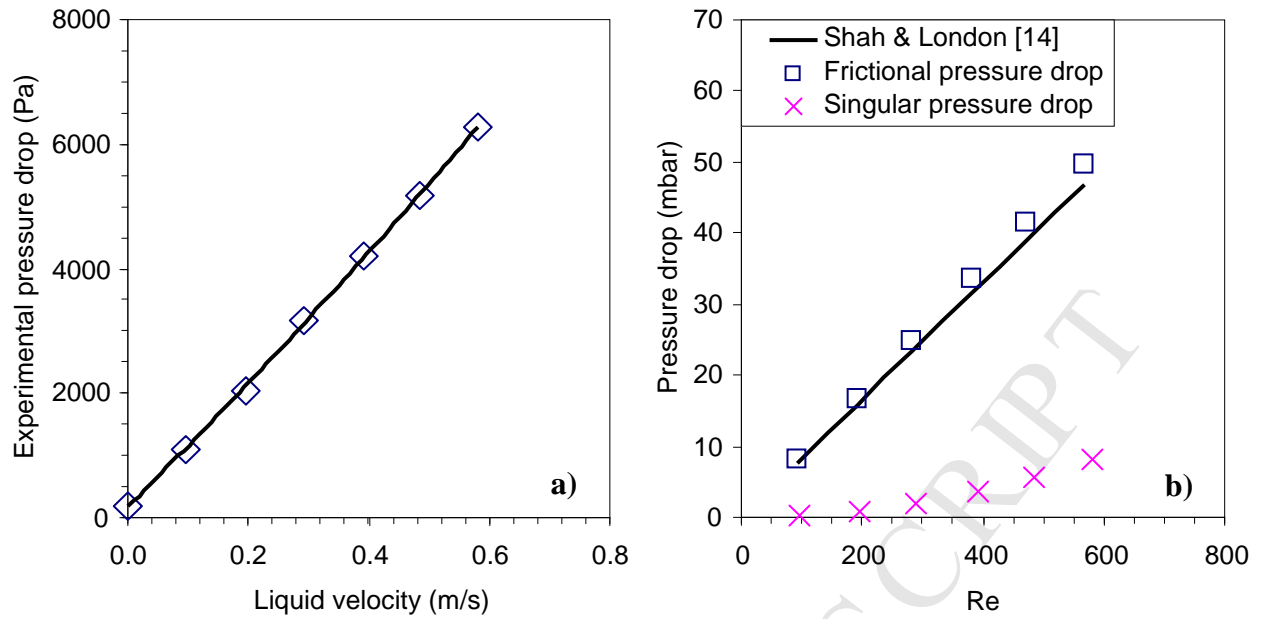 8000
6000
4000
2000
0
0.0 0.2 0.4 0.6 0.8
Experimental pressure drop (Pa)
Liquid velocity (m/s)
a)
70
60
50
40
30
20
10
0
0 200 400 600 800
Pressure drop (mbar)
Re
Shah & London [14]
Frictional pressure drop
Singular pressure drop
b)
CRIPT